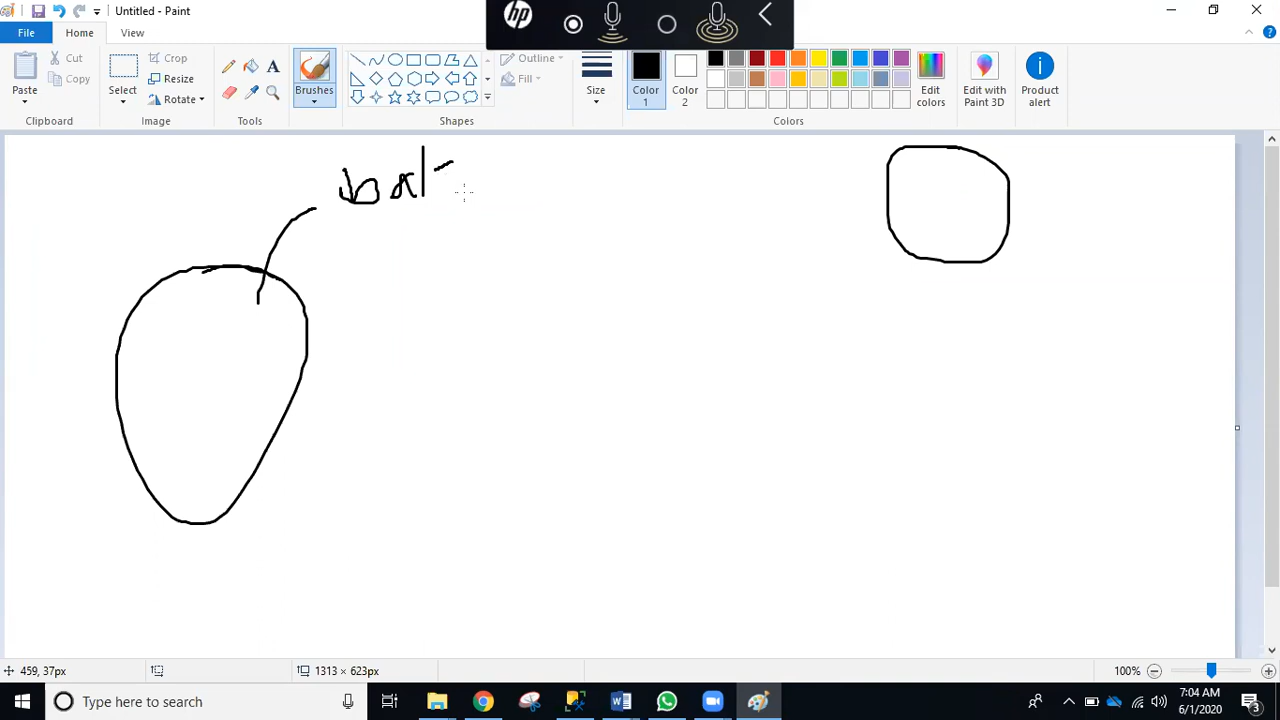 Untitled - Paint
hp
File Home View
Paste
Cut
Copy
Clipboard
Select
Crop
Resize
Rotate
Image
A
Tools
Brushes
Shapes
Outline
Fill
Size
Color 1
Color 2
Edit colors
Colors
Edit with Paint 3D
Product alert
459, 37px
1313 × 623px
100%
Type here to search
7:04 AM
6/1/2020
3